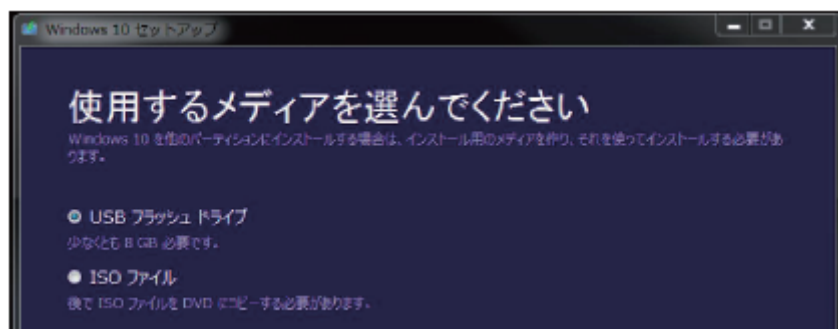 Windows 10 セットアップ
使用するメディアを選んでください
Windows 10 を他のパーティションにインストールする場合は、インストール用のメディアを作り、それを使ってインストールする必要があ
ります。
USB フラッシュ ドライブ
少なくとも 8 GB 必要です。
ISO ファイル
後で ISO ファイルを DVD にコピーする必要があります。